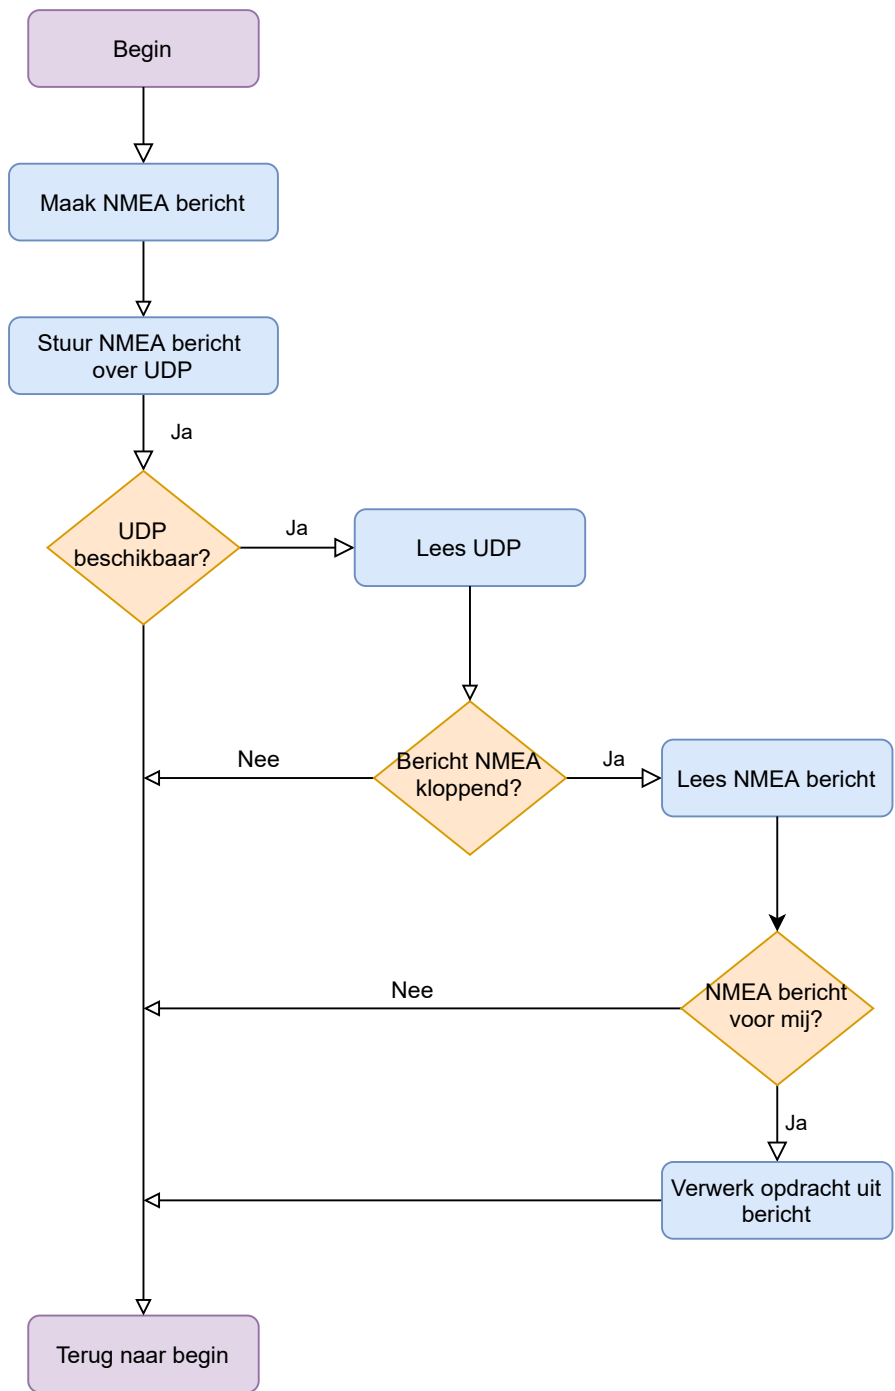 Begin
Maak NMEA bericht
Stuur NMEA bericht
over UDP
Ja
UDP
beschikbaar?
Ja
Lees UDP
Nee
Bericht NMEA
kloppend?
Ja
Lees NMEA bericht
Nee
NMEA bericht
voor mij?
Ja
Verwerk opdracht uit
bericht
Terug naar begin